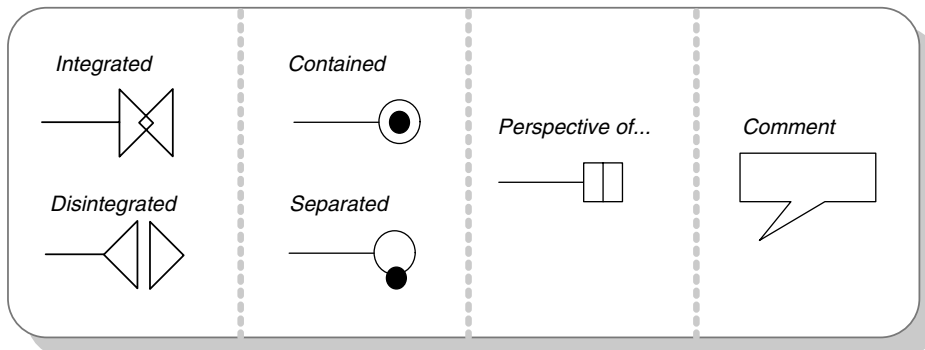 Integrated
Disintegrated
Contained
Separated
Perspective of...
Comment